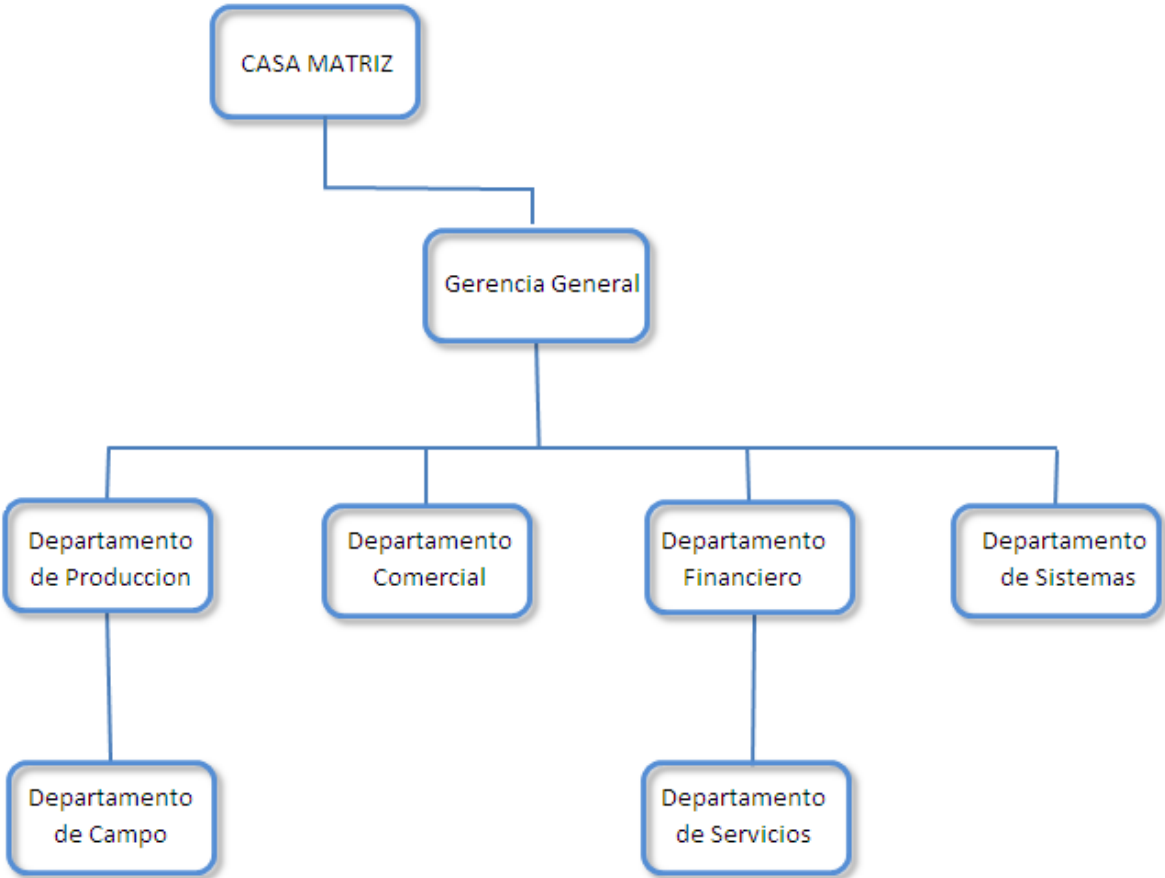 CASA MATRIZ
Gerencia General
Departamento
de Produccion
Departamento
Comercial
Departamento
Financiero
Departamento
de Sistemas
Departamento
de Campo
Departamento
de Servicios